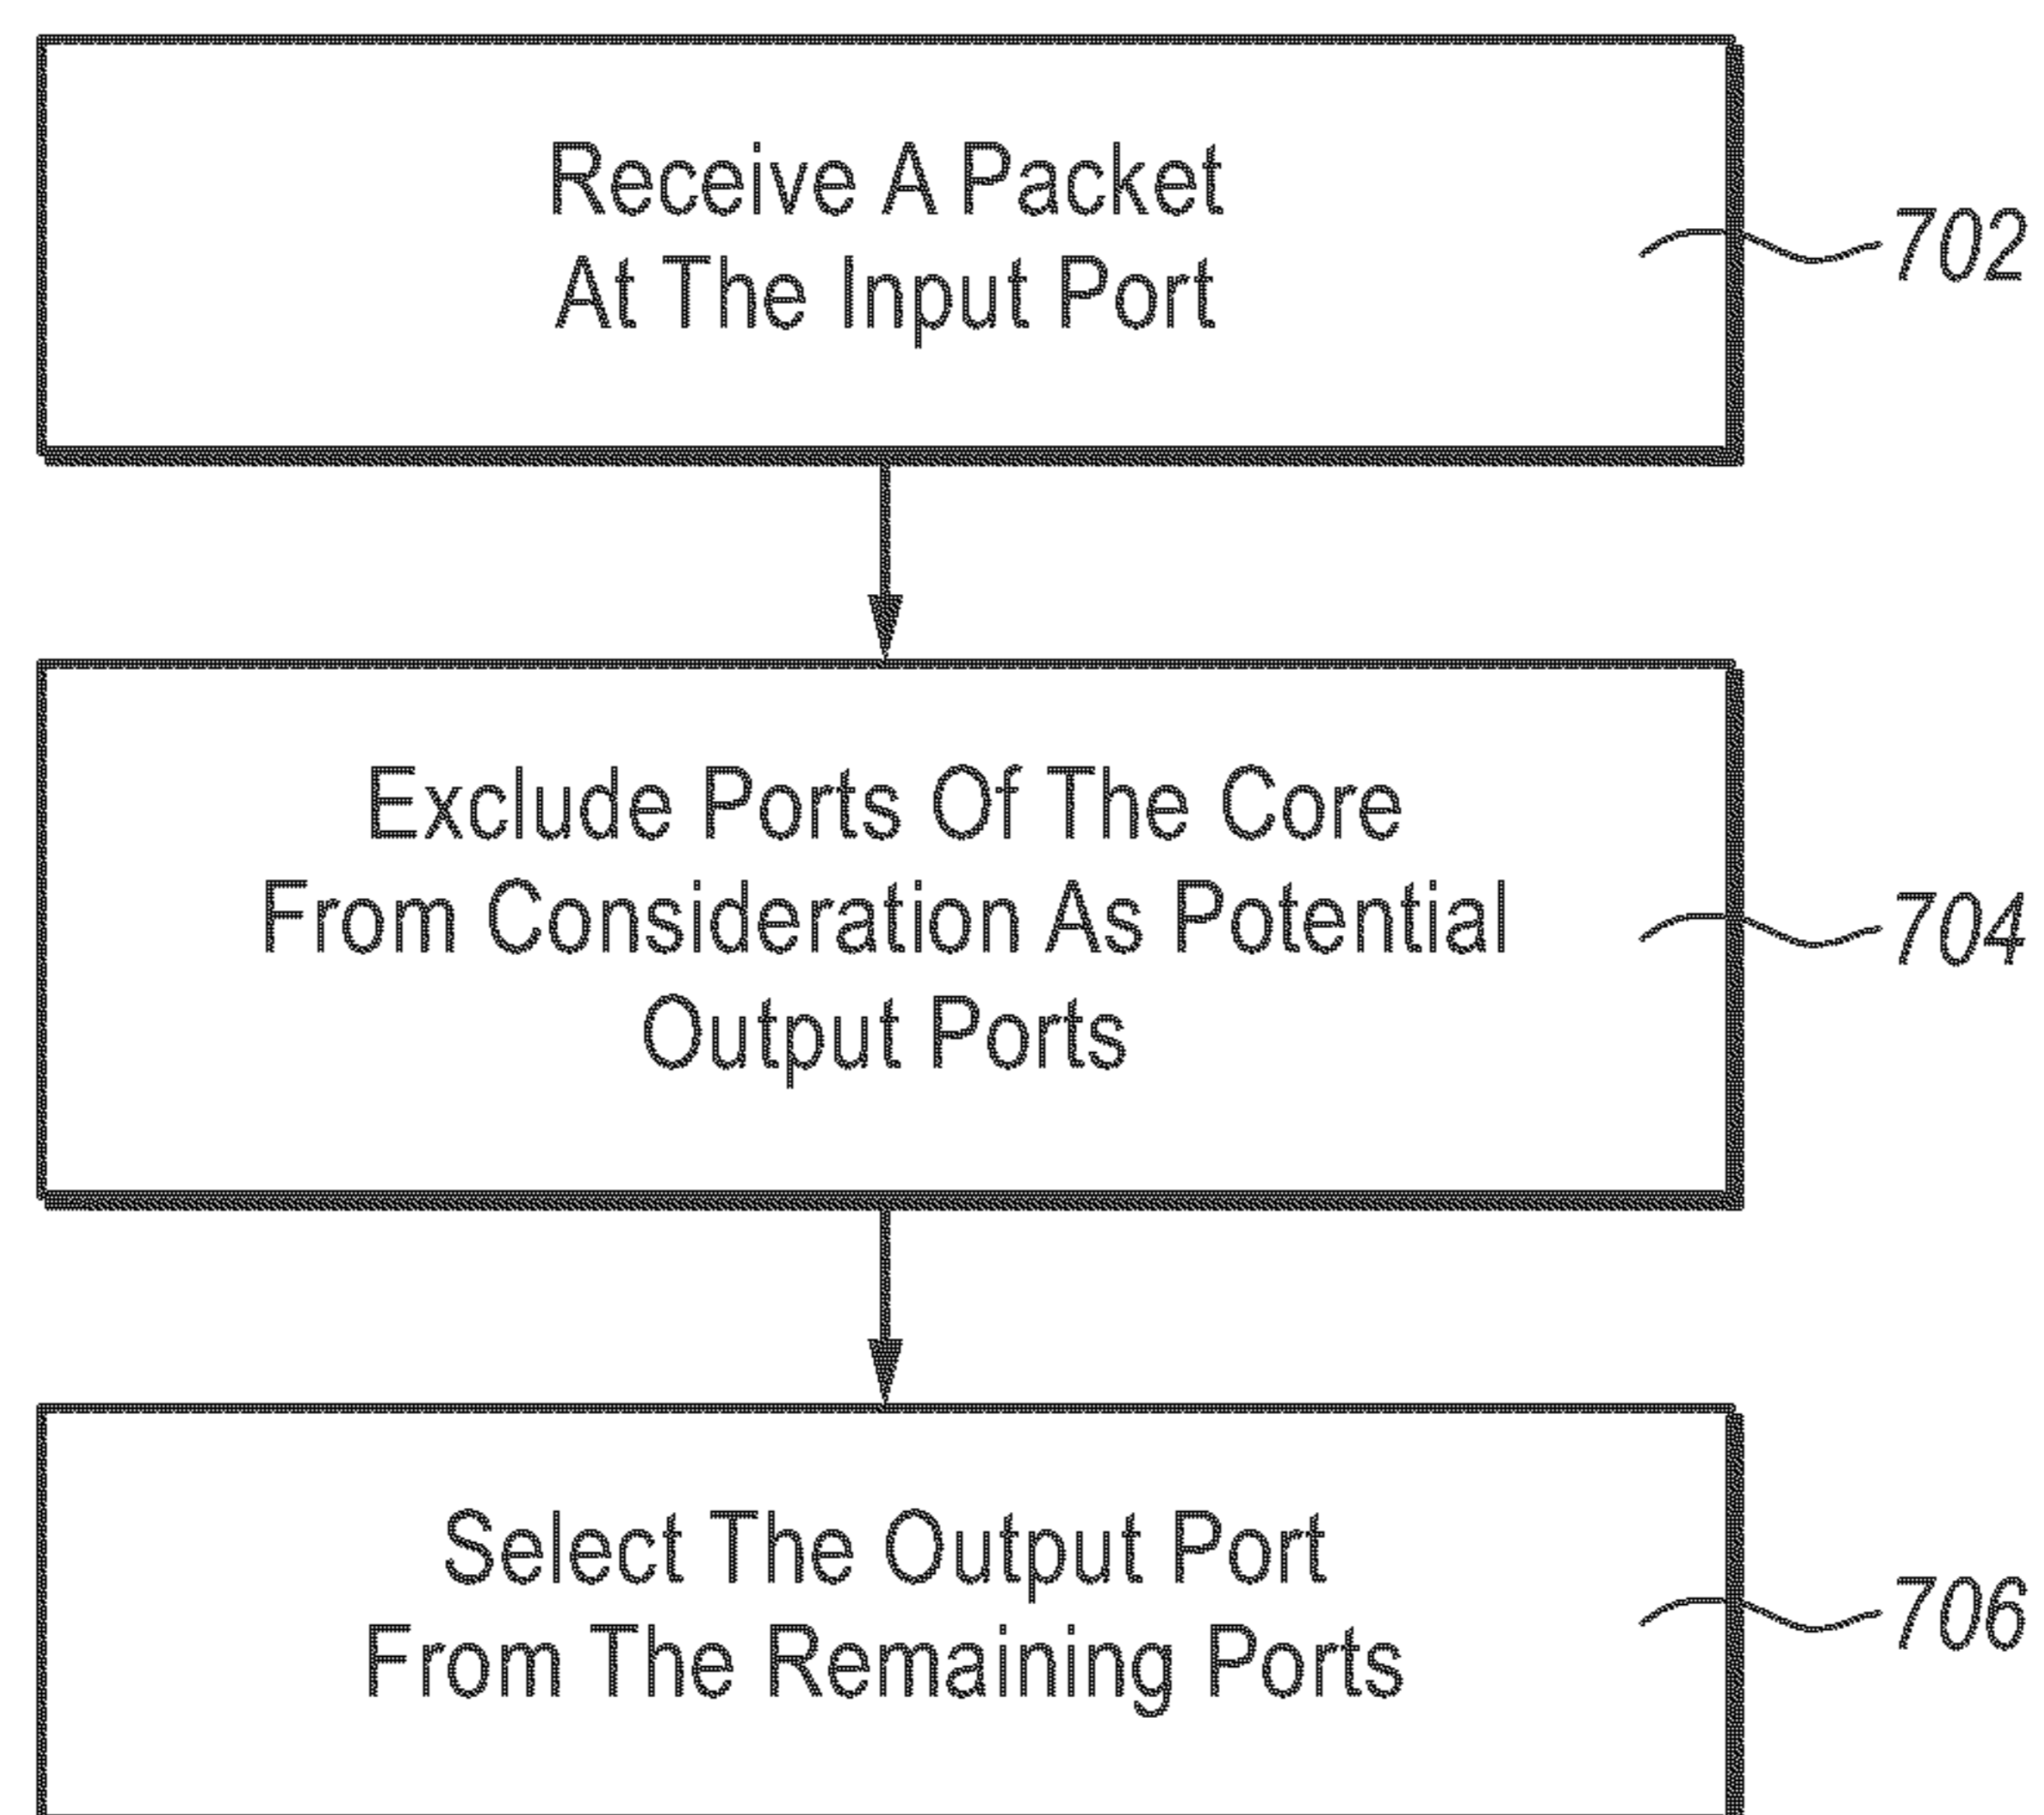 Receive A Packet
At The Input Port
702
Exclude Ports Of The Core
From Consideration As Potential
Output Ports
704
Select The Output Port
From The Remaining Ports
706